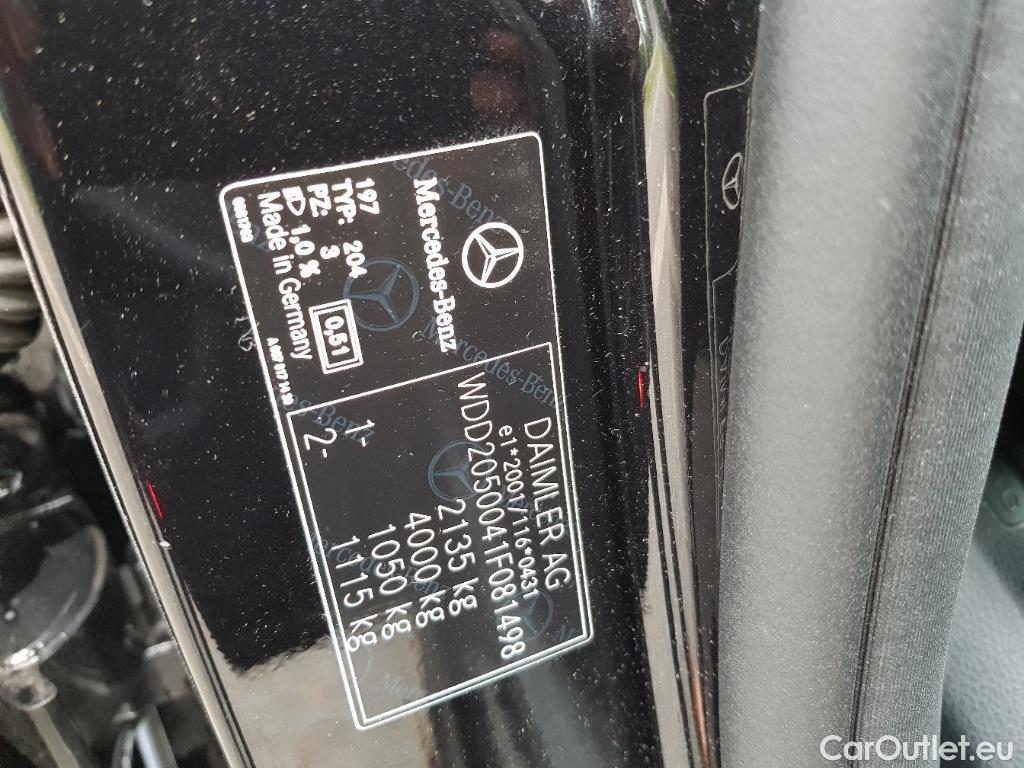 Mercedes-Benz
197
TYP: 204
PZ: 3
1,0 % 0,51
Made in Germany
DAIMLER AG
e1*2001/116*0431
WDD2050041F081498
2135 kg
4000 kg
1 1050 kg
2- 1115 kg
CarOutlet.eu